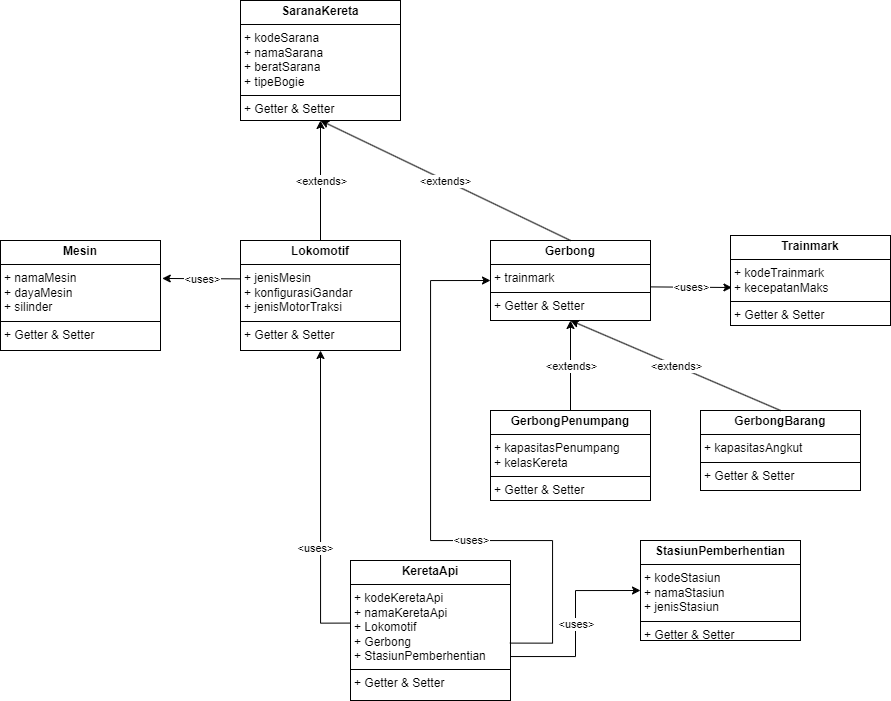 SaranaKereta
+ kodeSarana
+ namaSarana
+ beratSarana
+ tipeBogie
+ Getter & Setter
<extends>
<extends>
Mesin
+ namaMesin
+ dayaMesin
+ silinder
+ Getter & Setter
<uses>
Lokomotif
+ jenisMesin
+ konfigurasiGandar
+ jenisMotorTraksi
+ Getter & Setter
Gerbong
+ trainmark
+ Getter & Setter
<uses>
Trainmark
+ kodeTrainmark
+ kecepatanMaks
+ Getter & Setter
<extends>
<extends>
GerbongPenumpang
+ kapasitasPenumpang
+ kelasKereta
+ Getter & Setter
GerbongBarang
+ kapasitasAngkut
+ Getter & Setter
<uses>
<uses>
KeretaApi
+ kodeKeretaApi
+ namaKeretaApi
+ Lokomotif
+ Gerbong
+ StasiunPemberhentian
+ Getter & Setter
<uses>
StasiunPemberhentian
+ kodeStasiun
+ namaStasiun
+ jenisStasiun
+ Getter & Setter